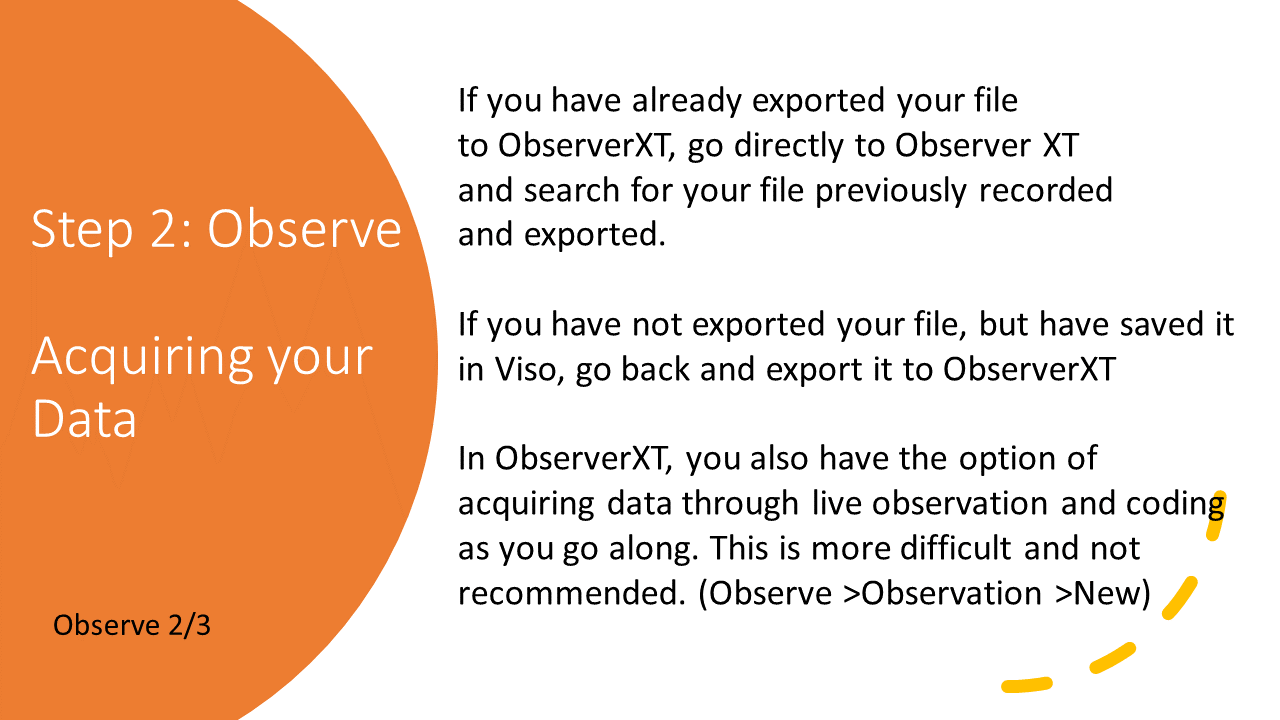 Step 2: Observe
Acquiring your
Data
Observe 2/3
If you have already exported your file
to ObserverXT, go directly to Observer XT
and search for your file previously recorded
and exported.
If you have not exported your file, but have saved it
in Viso, go back and export it to ObserverXT
In ObserverXT, you also have the option of
acquiring data through live observation and coding
as you go along. This is more difficult and not
recommended. (Observe >Observation >New)